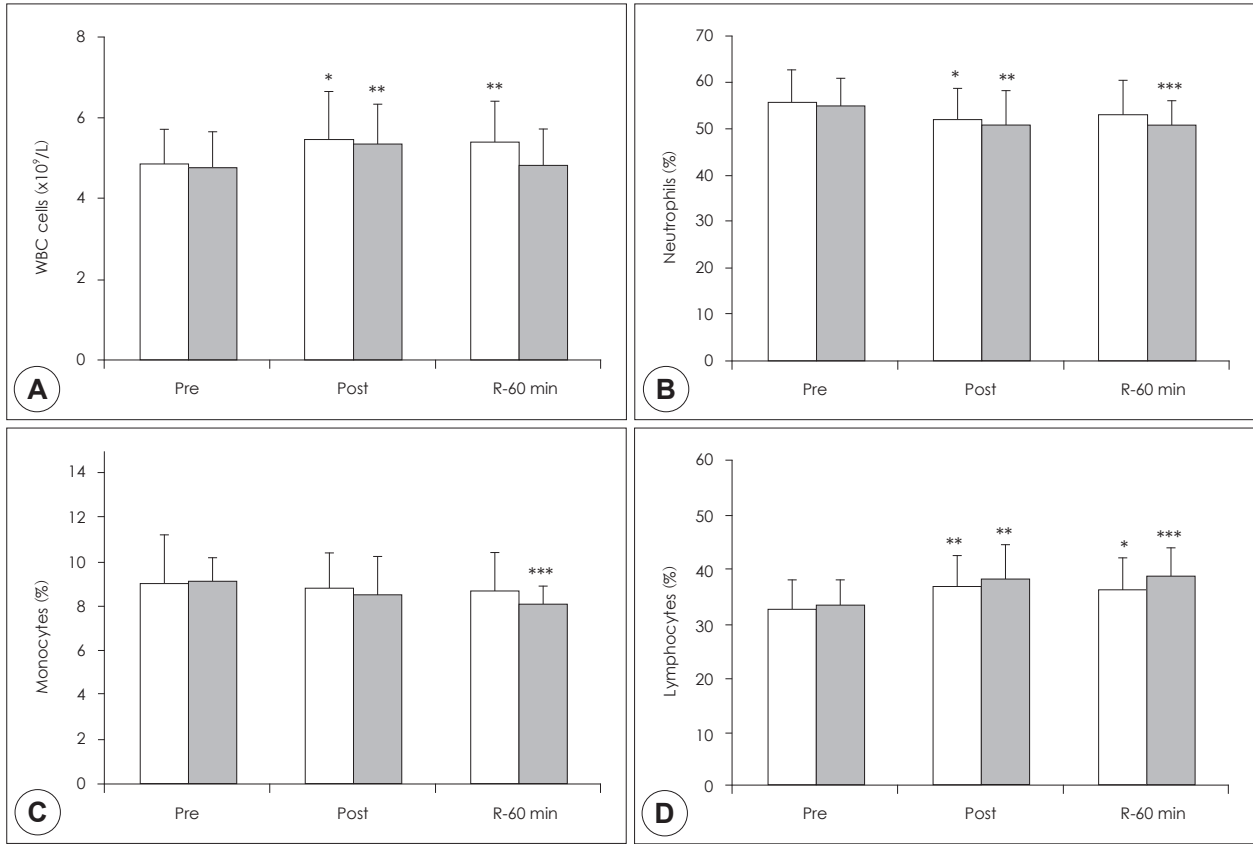 WBC cells (x10⁹/L)
8
6
4
2
0
*
**
**
Pre
Post
R-60 min
A
Neutrophils (%)
70
60
50
40
30
20
10
0
*
**
***
Pre
Post
R-60 min
B
Monocytes (%)
14
12
10
8
6
4
2
0
***
Pre
Post
R-60 min
C
Lymphocytes (%)
60
50
40
30
20
10
0
**
**
*
***
Pre
Post
R-60 min
D